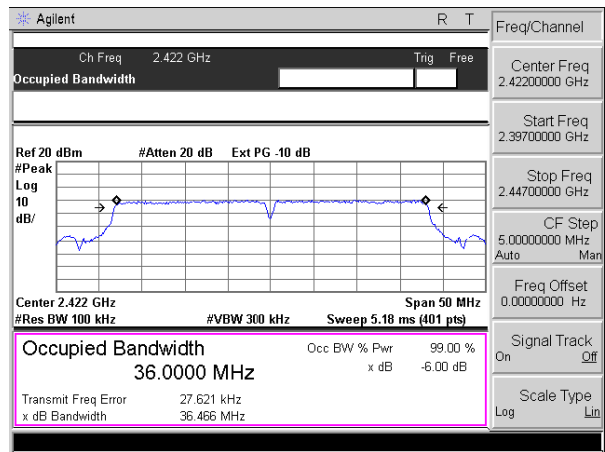 Agilent R T
Ch Freq 2.422 GHz Trig Free
Occupied Bandwidth
Ref 20 dBm #Atten 20 dB Ext PG -10 dB
#Peak
Log
10
dB/
Center 2.422 GHz Span 50 MHz
#Res BW 100 kHz #VBW 300 kHz Sweep 5.18 ms (401 pts)
Occupied Bandwidth Occ BW % Pwr 99.00 %
36.0000 MHz x dB -6.00 dB
Transmit Freq Error 27.621 kHz
x dB Bandwidth 36.466 MHz
Freq/Channel
Center Freq
2.42200000 GHz
Start Freq
2.39700000 GHz
Stop Freq
2.44700000 GHz
CF Step
5.00000000 MHz
Auto Man
Freq Offset
0.00000000 Hz
Signal Track
On Off
Scale Type
Log Lin